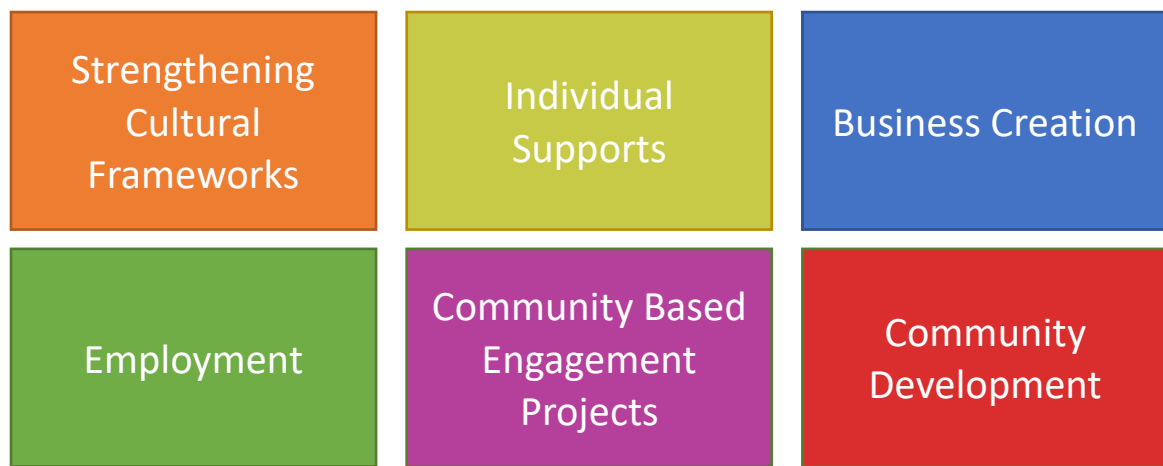 Strengthening
Cultural
Frameworks
Individual
Supports
Business Creation
Employment
Community Based
Engagement
Projects
Community
Development